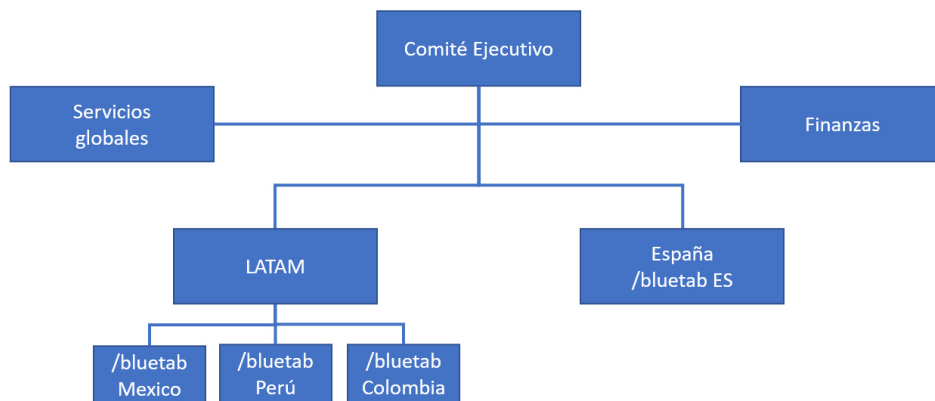 Comité Ejecutivo
Servicios
globales
Finanzas
LATAM
España
/bluetab ES
/bluetab
Mexico
/bluetab
Perú
/bluetab
Colombia